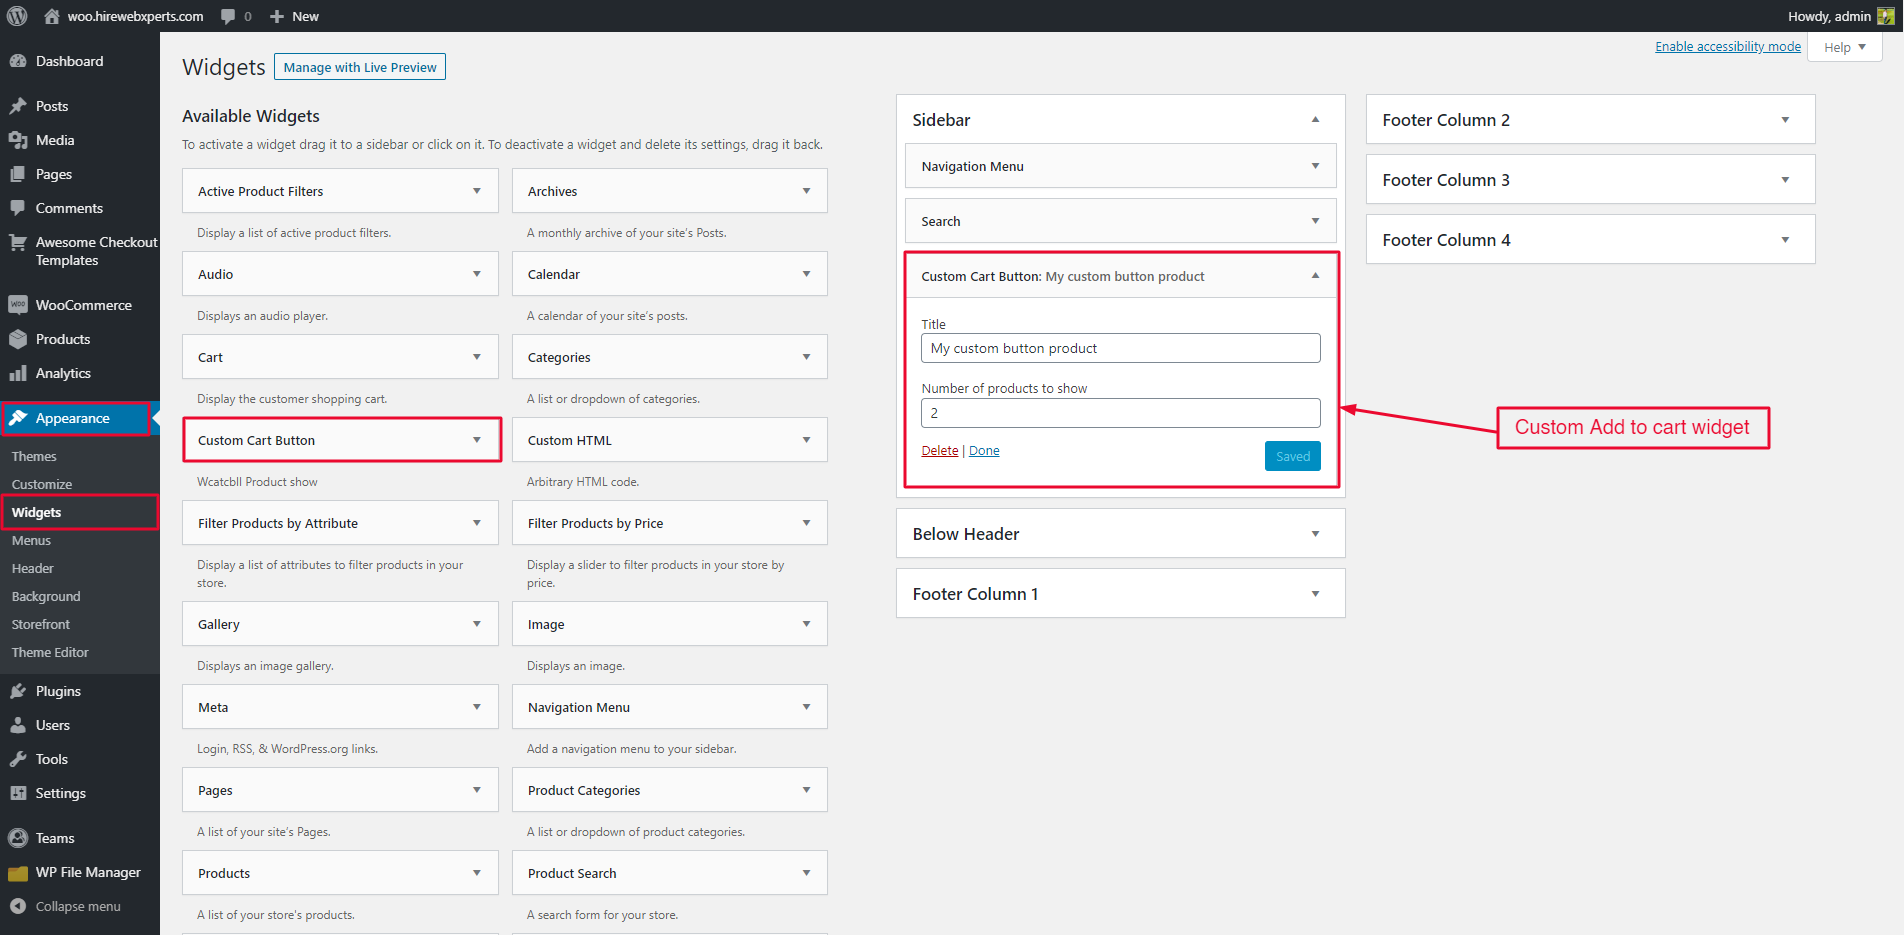 woo.hirewebxperts.com
0
New
Howdy, admin
Dashboard
Posts
Media
Pages
Comments
Awesome Checkout
Templates
WOO
WooCommerce
Products
Analytics
Appearance
Themes
Customize
Widgets
Menus
Header
Background
Storefront
Theme Editor
Plugins
Users
Tools
Settings
Teams
WP File Manager
Collapse menu
Enable accessibility mode
Help
Widgets
Manage with Live Preview
Available Widgets
To activate a widget drag it to a sidebar or click on it. To deactivate a widget and delete its settings, drag it back.
Active Product Filters
Display a list of active product filters.
Archives
A monthly archive of your site's Posts.
Audio
Displays an audio player.
Calendar
A calendar of your site's posts.
Cart
Display the customer shopping cart.
Categories
A list or dropdown of categories.
Custom Cart Button
Wcatcbll Product show
Custom HTML
Arbitrary HTML code.
Filter Products by Attribute
Display a list of attributes to filter products in your
store.
Filter Products by Price
Display a slider to filter products in your store by
price.
Gallery
Displays an image gallery.
Image
Displays an image.
Meta
Login, RSS, & WordPress.org links.
Navigation Menu
Add a navigation menu to your sidebar.
Pages
A list of your site's Pages.
Product Categories
A list or dropdown of product categories.
Products
A list of your store's products.
Product Search
A search form for your store.
Sidebar
Navigation Menu
Search
Custom Cart Button: My custom button product
Title
My custom button product
Number of products to show
2
Delete | Done
Saved
Below Header
Footer Column 1
Footer Column 2
Footer Column 3
Footer Column 4
Custom Add to cart widget